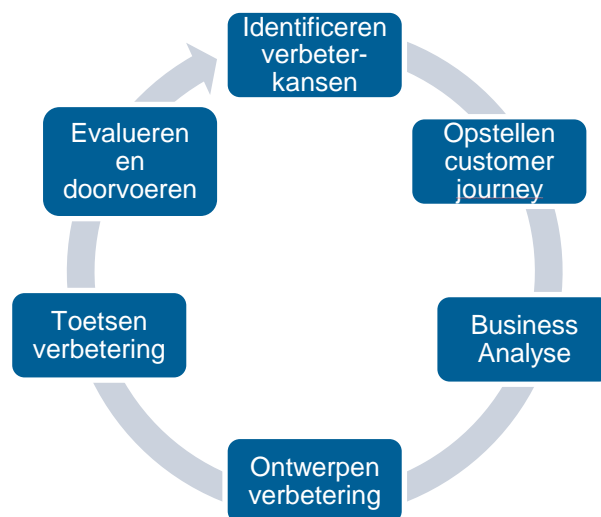 Identificeren
verbeter-
kansen
Opstellen
customer
journey
Business
Analyse
Ontwerpen
verbetering
Toetsen
verbetering
Evalueren
en
doorvoeren